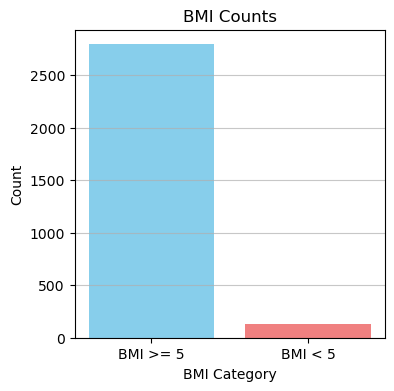 BMI Counts
2500
2000
1500
1000
500
0
Count
BMI >= 5
BMI < 5
BMI Category